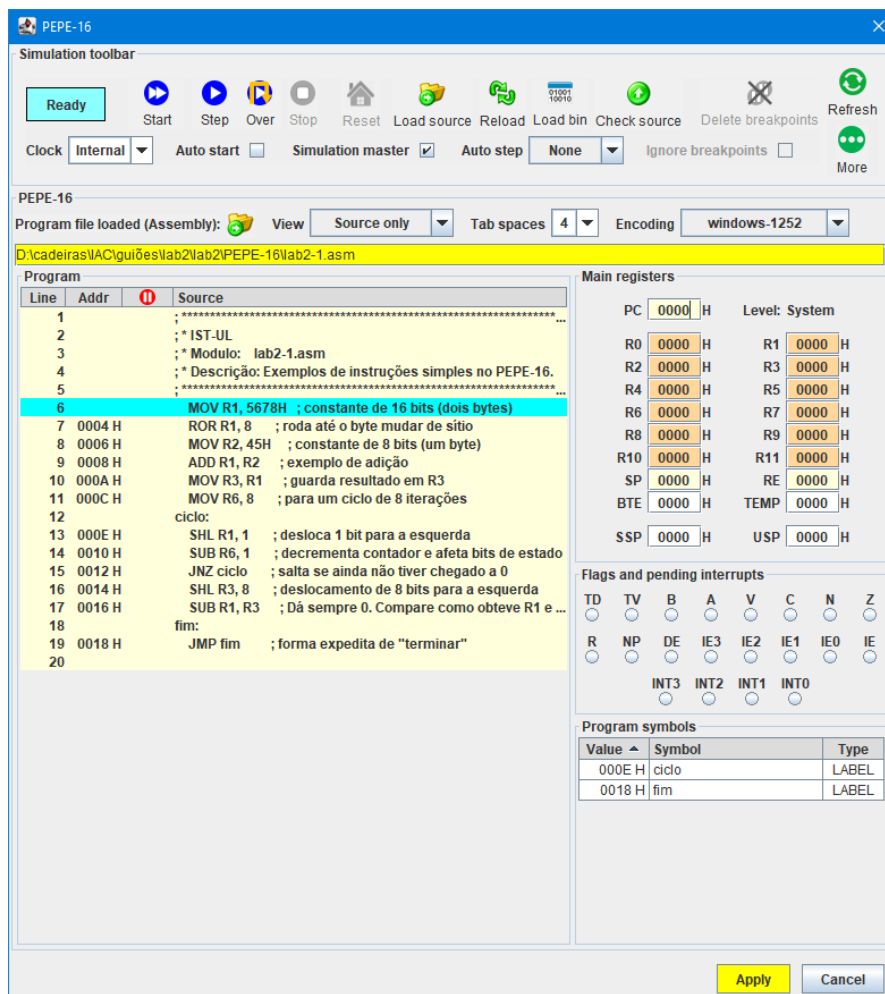 PEPE-16
Simulation toolbar
Ready
Start Step Over Stop Reset Load source Reload Load bin Check source Delete breakpoints Refresh
Clock Internal Auto start Simulation master Auto step None Ignore breakpoints More
PEPE-16
Program file loaded (Assembly): View Source only Tab spaces 4 Encoding windows-1252
D:\cadeiras\IAC\guiões\lab2\lab2\PEPE-16\lab2-1.asm
Program
Line Addr Source
1 ; **********************************************************************...
2 ; * IST-UL
3 ; * Modulo: lab2-1.asm
4 ; * Descrição: Exemplos de instruções simples no PEPE-16.
5 ; **********************************************************************...
6 MOV R1, 5678H ; constante de 16 bits (dois bytes)
7 0004 H ROR R1, 8 ; roda até o byte mudar de sítio
8 0006 H MOV R2, 45H ; constante de 8 bits (um byte)
9 0008 H ADD R1, R2 ; exemplo de adição
10 000A H MOV R3, R1 ; guarda resultado em R3
11 000C H MOV R6, 8 ; para um ciclo de 8 iterações
12 ciclo:
13 000E H SHL R1, 1 ; desloca 1 bit para a esquerda
14 0010 H SUB R6, 1 ; decrementa contador e afeta bits de estado
15 0012 H JNZ ciclo ; salta se ainda não tiver chegado a 0
16 0014 H SHL R3, 8 ; deslocamento de 8 bits para a esquerda
17 0016 H SUB R1, R3 ; Dá sempre 0. Compare como obteve R1 e ...
18 fim:
19 0018 H JMP fim ; forma expedita de "terminar"
20
Main registers
PC 0000 H Level: System
R0 0000 H R1 0000 H
R2 0000 H R3 0000 H
R4 0000 H R5 0000 H
R6 0000 H R7 0000 H
R8 0000 H R9 0000 H
R10 0000 H R11 0000 H
SP 0000 H RE 0000 H
BTE 0000 H TEMP 0000 H
SSP 0000 H USP 0000 H
Flags and pending interrupts
TD TV B A V C N Z
R NP DE IE3 IE2 IE1 IE0 IE
INT3 INT2 INT1 INT0
Program symbols
Value Symbol Type
000E H ciclo LABEL
0018 H fim LABEL
Apply Cancel